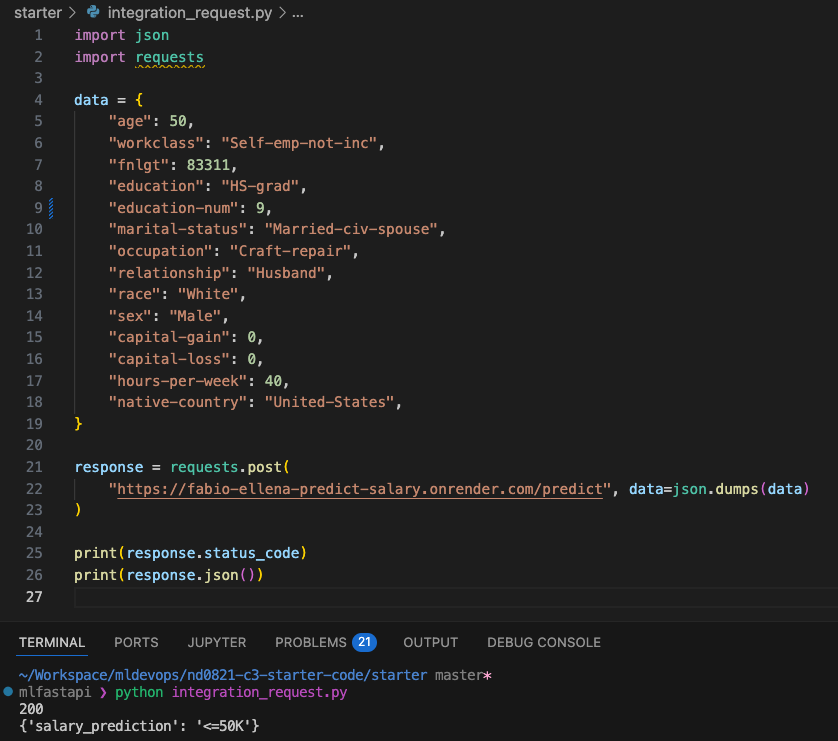 starter > integration_request.py > ...
1 import json
2 import requests
3
4 data = {
5     "age": 50,
6     "workclass": "Self-emp-not-inc",
7     "fnlgt": 83311,
8     "education": "HS-grad",
9     "education-num": 9,
10     "marital-status": "Married-civ-spouse",
11     "occupation": "Craft-repair",
12     "relationship": "Husband",
13     "race": "White",
14     "sex": "Male",
15     "capital-gain": 0,
16     "capital-loss": 0,
17     "hours-per-week": 40,
18     "native-country": "United-States",
19 }
20
21 response = requests.post(
22     "https://fabio-ellena-predict-salary.onrender.com/predict", data=json.dumps(data)
23 )
24
25 print(response.status_code)
26 print(response.json())
27
TERMINAL PORTS JUPYTER PROBLEMS 21 OUTPUT DEBUG CONSOLE
~/Workspace/mldevops/nd0821-c3-starter-code/starter master*
mlfastapi ❯ python integration_request.py
200
{'salary_prediction': '<=50K'}